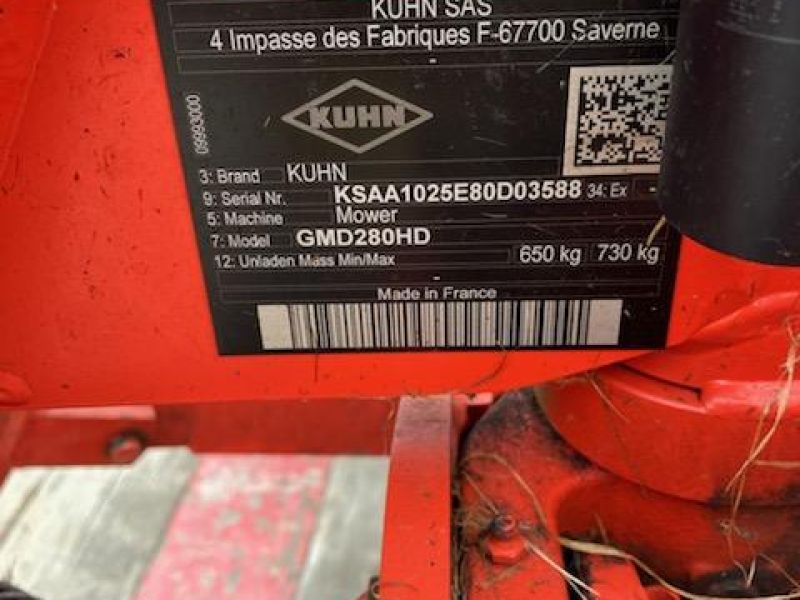 KUHN SAS
4 Impasse des Fabriques F-67700 Saverne
-
KUHN
09993000
3: Brand KUHN
9: Serial Nr. KSAA1025E80D03588 34: Ex -
5: Machine Mower
7: Model GMD280HD
12: Unladen Mass Min/Max 650 kg 730 kg
-
Made in France